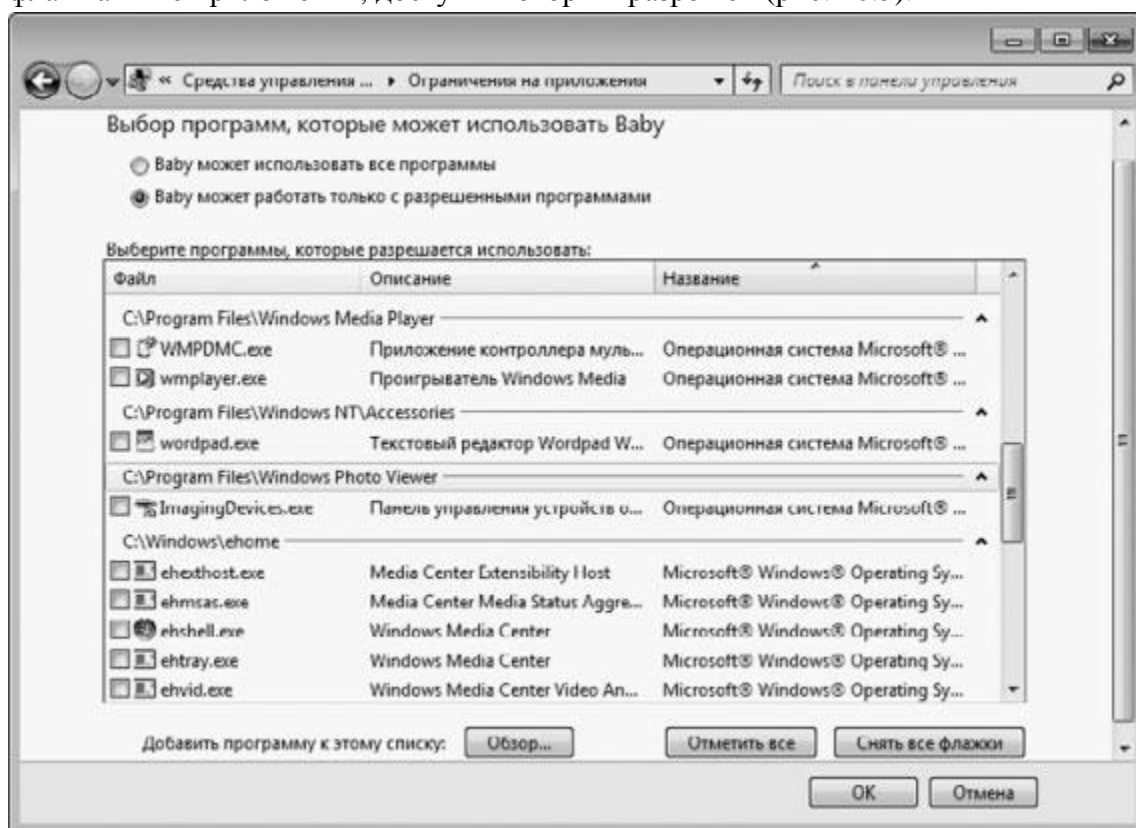 « Средства управления ... ▸ Ограничения на приложения
Поиск в панели управления
Выбор программ, которые может использовать Baby
Baby может использовать все программы
Baby может работать только с разрешенными программами
Выберите программы, которые разрешается использовать:
Файл Описание Название
C:\Program Files\Windows Media Player
WMPDMC.exe Приложение контроллера муль... Операционная система Microsoft® ...
wmplayer.exe Проигрыватель Windows Media Операционная система Microsoft® ...
C:\Program Files\Windows NT\Accessories
wordpad.exe Текстовый редактор Wordpad W... Операционная система Microsoft® ...
C:\Program Files\Windows Photo Viewer
ImagingDevices.exe Панель управления устройств о... Операционная система Microsoft® ...
C:\Windows\ehome
ehexthost.exe Media Center Extensibility Host Microsoft® Windows® Operating Sy...
ehmsas.exe Media Center Media Status Aggre... Microsoft® Windows® Operating Sy...
ehshell.exe Windows Media Center Microsoft® Windows® Operating Sy...
ehtray.exe Windows Media Center Microsoft® Windows® Operating Sy...
ehvid.exe Windows Media Center Video An... Microsoft® Windows® Operating Sy...
Добавить программу к этому списку: Обзор... Отметить все Снять все флажки
ОК Отмена